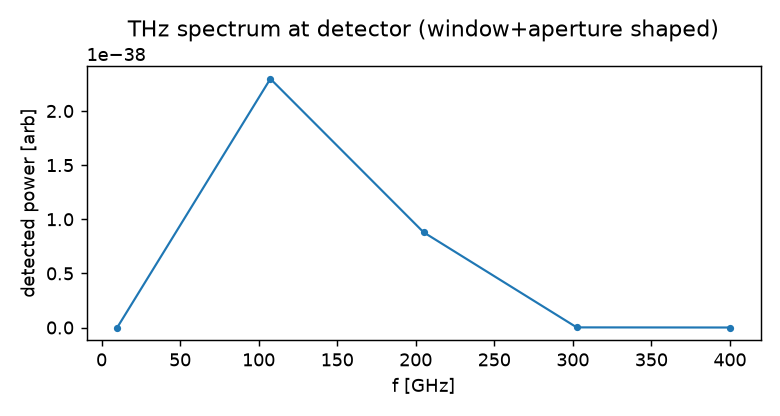 THz spectrum at detector (window+aperture shaped)
1e−38
detected power [arb]
2.0
1.5
1.0
0.5
0.0
0 50 100 150 200 250 300 350 400
f [GHz]